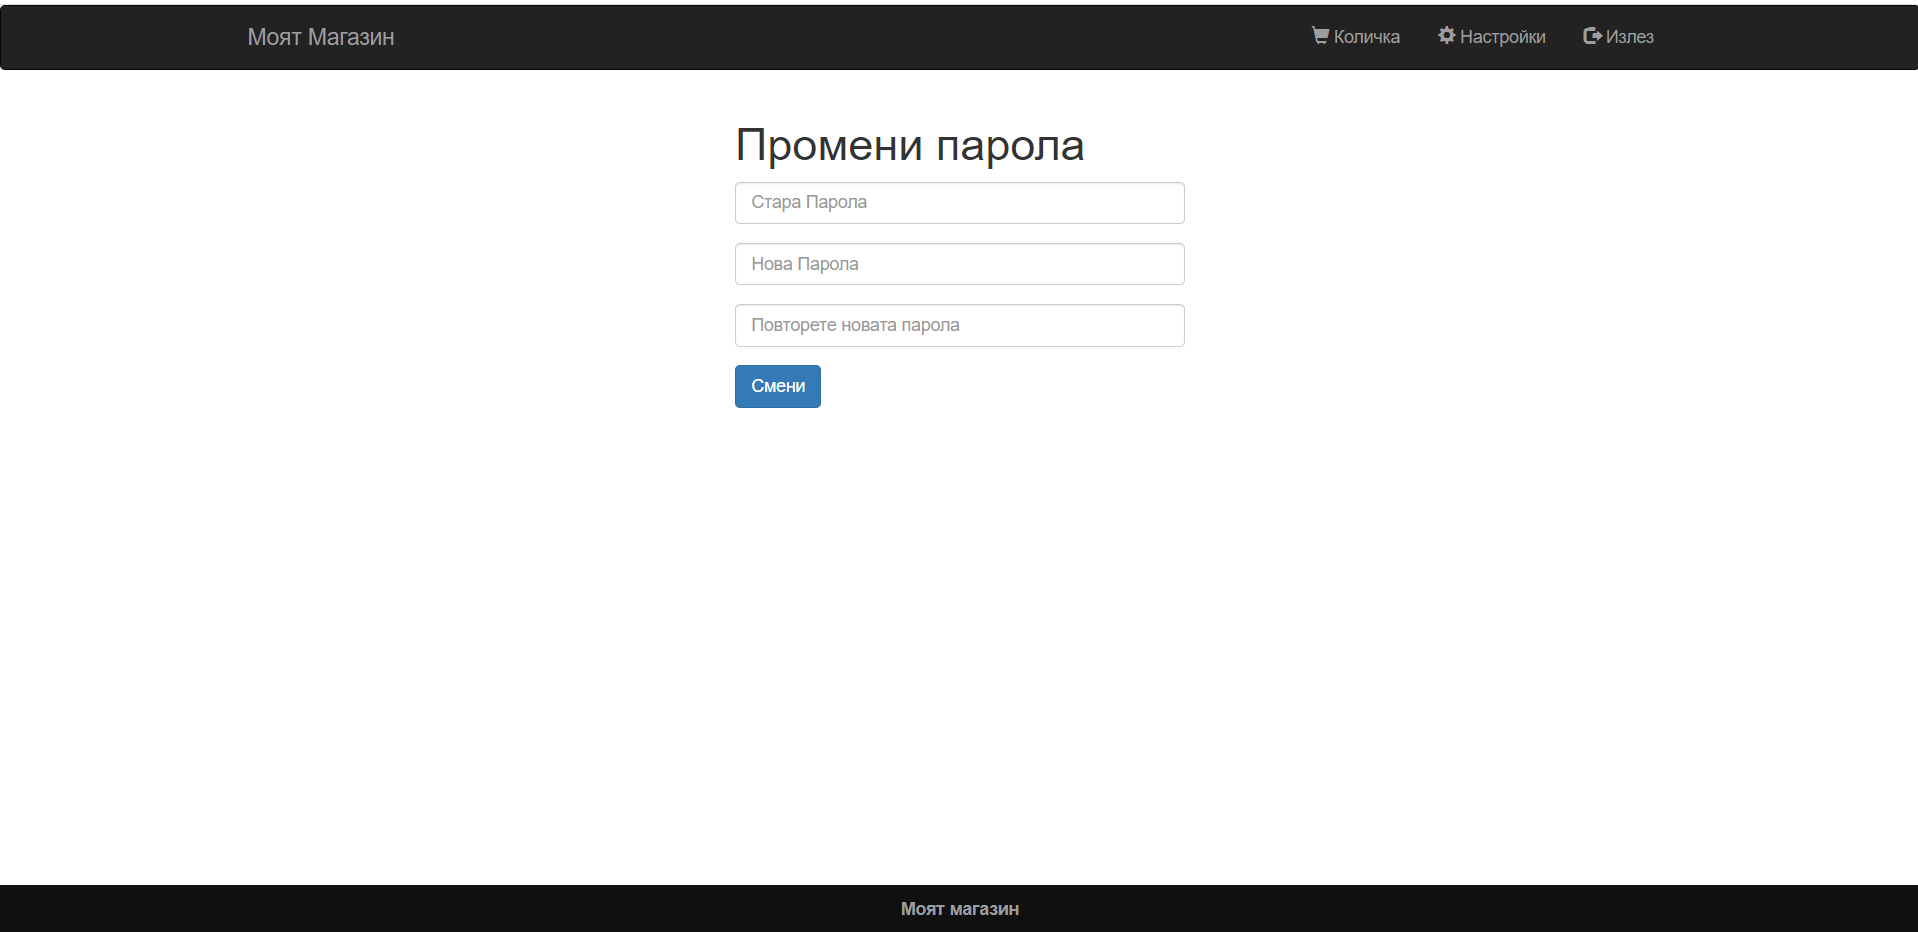 Моят Магазин
Количка
Настройки
Излез
Промени парола
Стара Парола
Нова Парола
Повторете новата парола
Смени
Моят магазин